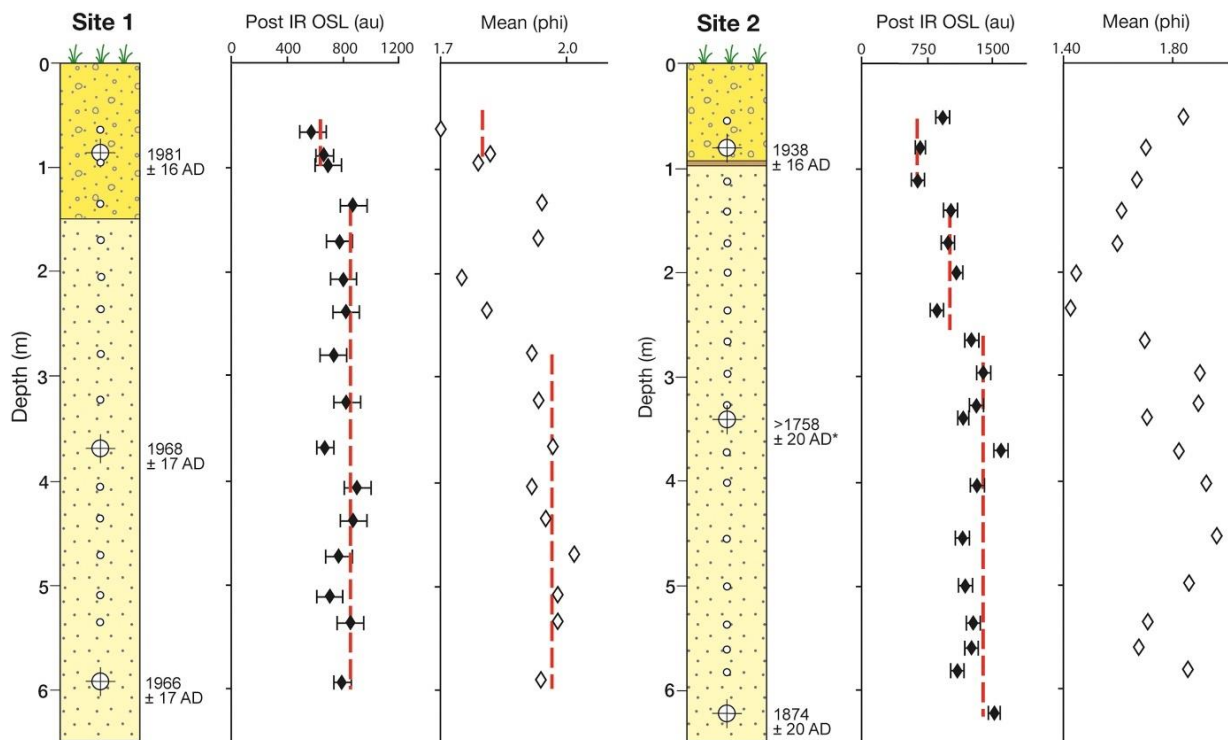 Site 1
Post IR OSL (au)
Mean (phi)
Site 2
Post IR OSL (au)
Mean (phi)
0 400 800 1200
1.7 2.0
0 750 1500
1.40 1.80
0
1
2
3
4
5
6
Depth (m)
1981
± 16 AD
1968
± 17 AD
1966
± 17 AD
0
1
2
3
4
5
6
Depth (m)
1938
± 16 AD
>1758
± 20 AD*
1874
± 20 AD